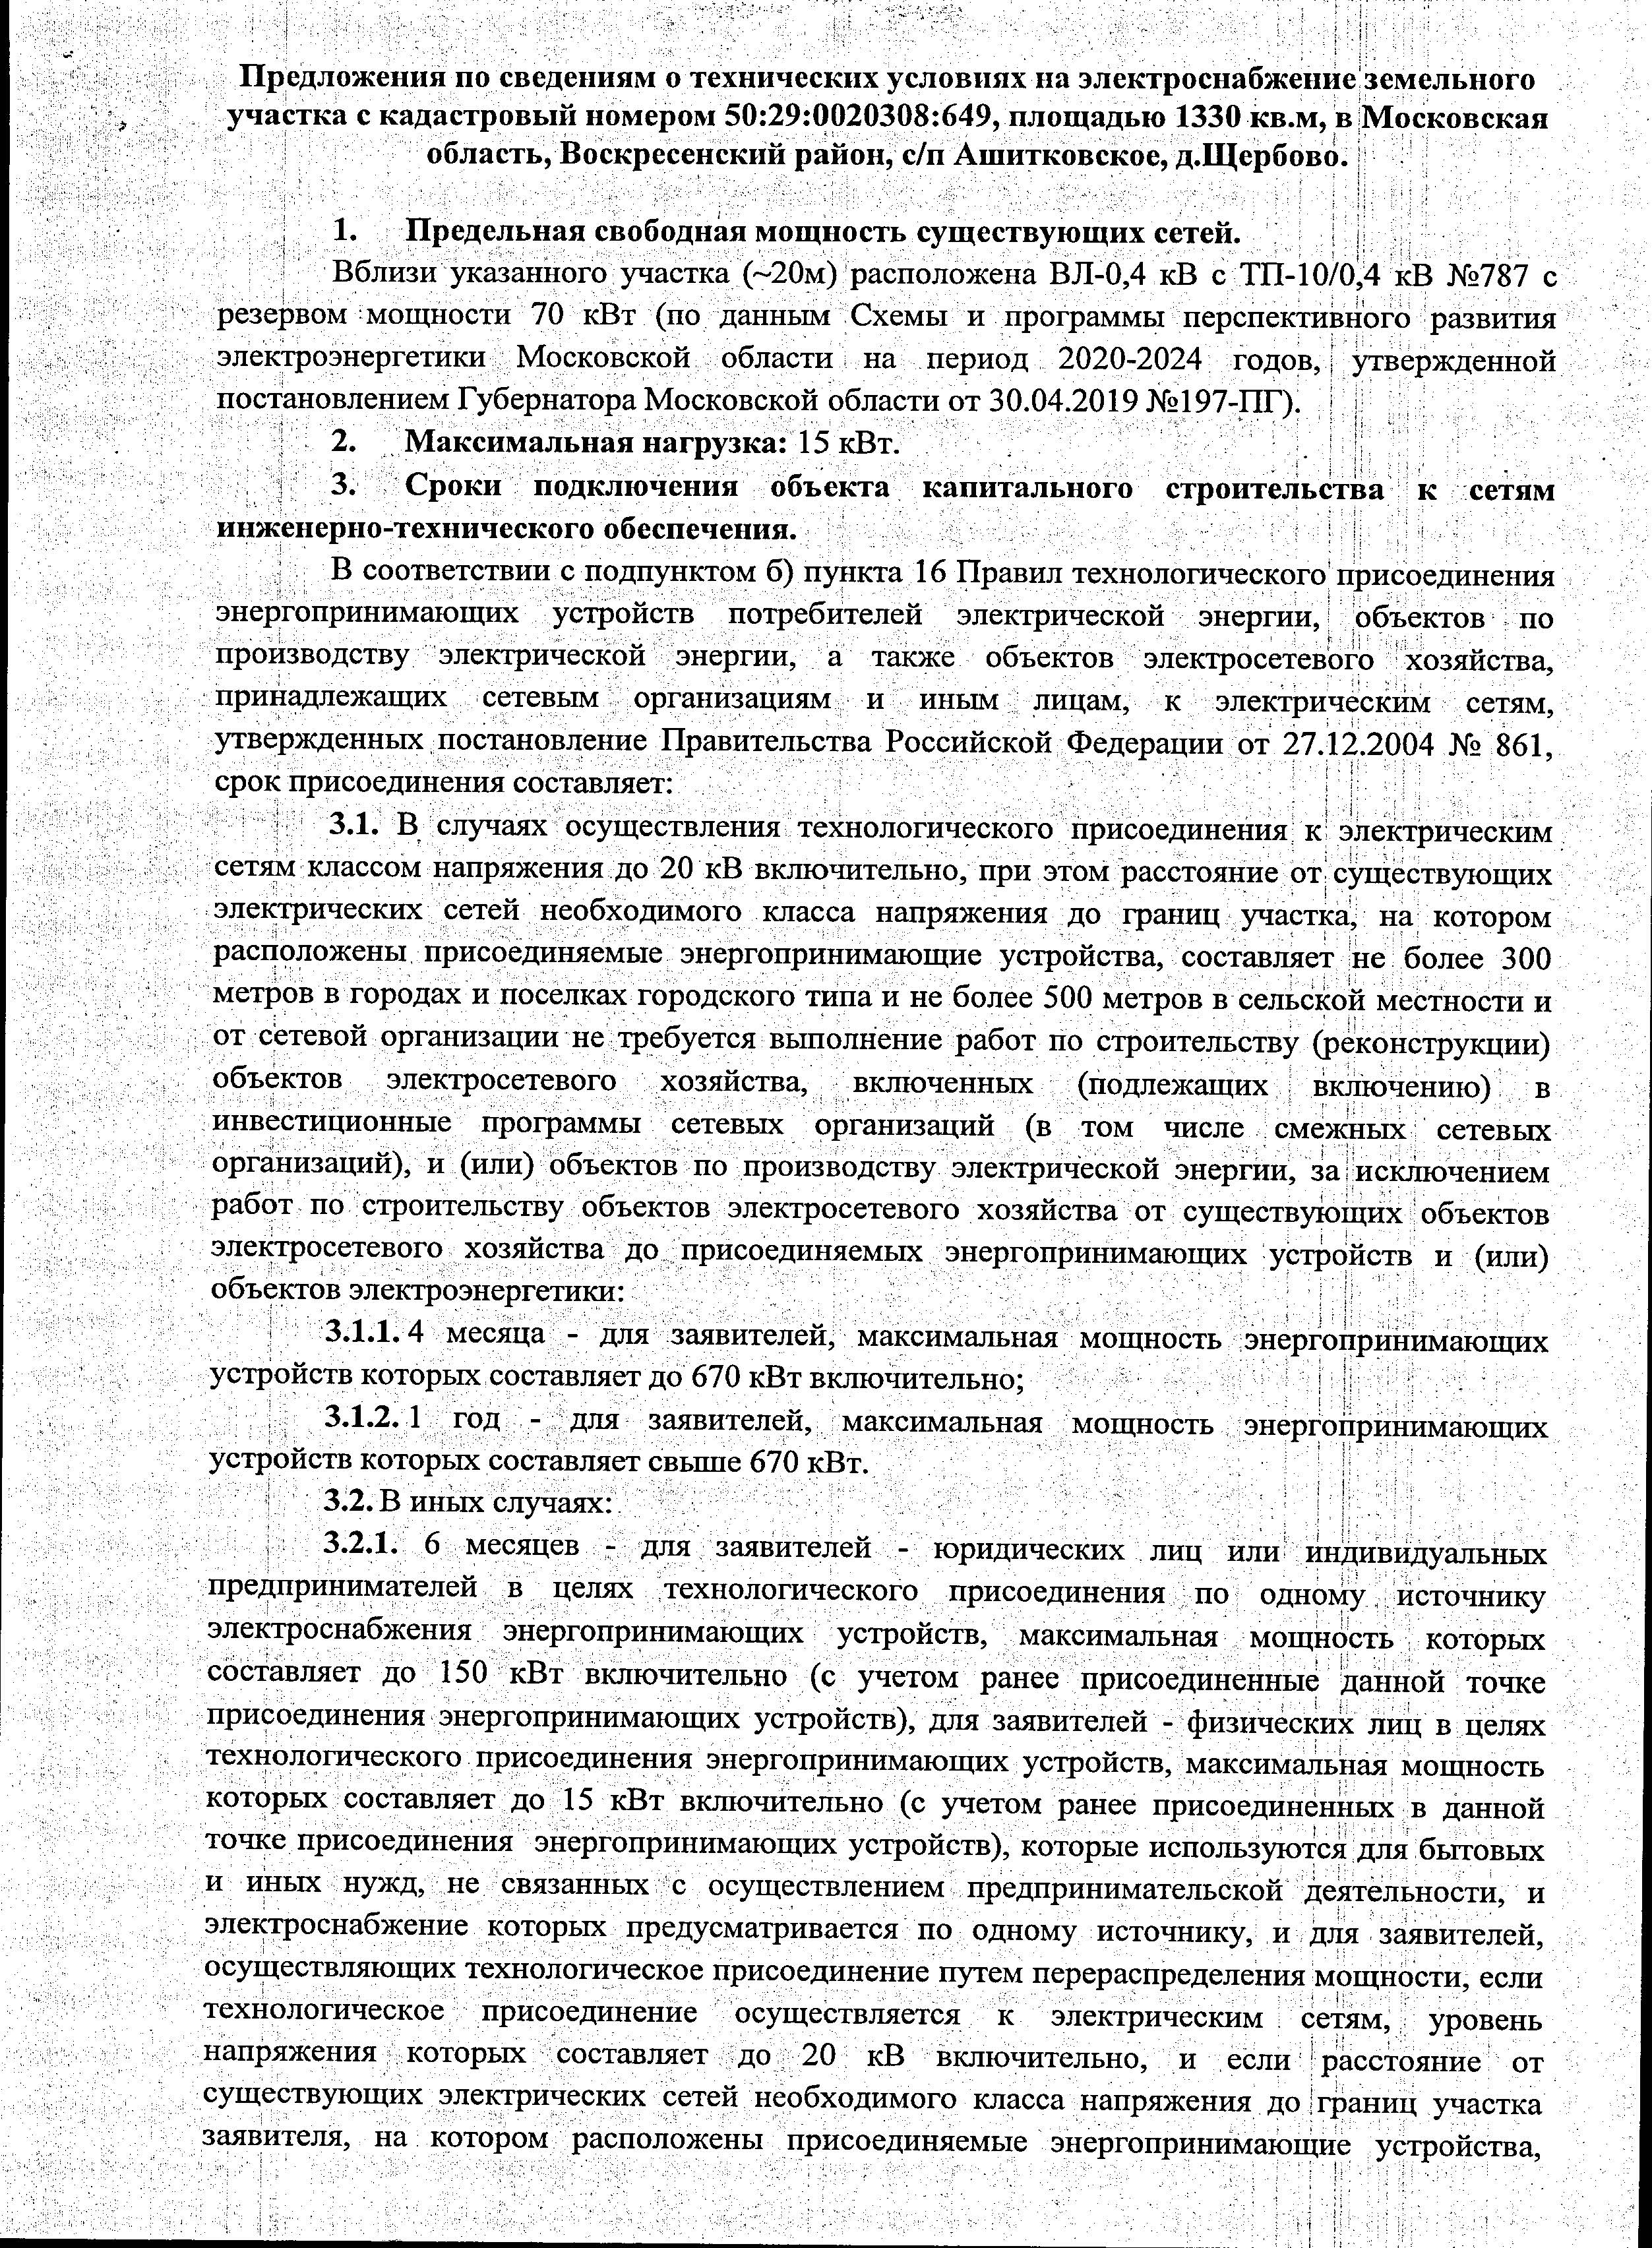 Предложения по сведениям о технических условиях на электроснабжение земельного
участка с кадастровый номером 50:29:0020308:649, площадью 1330 кв.м, в Московская
область, Воскресенский район, с/п Ашитковское, д.Щербово.
1. Предельная свободная мощность существующих сетей.
Вблизи указанного участка (~20м) расположена ВЛ-0,4 кВ с ТП-10/0,4 кВ №787 с
резервом мощности 70 кВт (по данным Схемы и программы перспективного развития
электроэнергетики Московской области на период 2020-2024 годов, утвержденной
постановлением Губернатора Московской области от 30.04.2019 №197-ПГ).
2. Максимальная нагрузка: 15 кВт.
3. Сроки подключения объекта капитального строительства к сетям
инженерно-технического обеспечения.
В соответствии с подпунктом б) пункта 16 Правил технологического присоединения
энергопринимающих устройств потребителей электрической энергии, объектов по
производству электрической энергии, а также объектов электросетевого хозяйства,
принадлежащих сетевым организациям и иным лицам, к электрическим сетям,
утвержденных постановление Правительства Российской Федерации от 27.12.2004 № 861,
срок присоединения составляет:
3.1. В случаях осуществления технологического присоединения к электрическим
сетям классом напряжения до 20 кВ включительно, при этом расстояние от существующих
электрических сетей необходимого класса напряжения до границ участка, на котором
расположены присоединяемые энергопринимающие устройства, составляет не более 300
метров в городах и поселках городского типа и не более 500 метров в сельской местности и
от сетевой организации не требуется выполнение работ по строительству (реконструкции)
объектов электросетевого хозяйства, включенных (подлежащих включению) в
инвестиционные программы сетевых организаций (в том числе смежных сетевых
организаций), и (или) объектов по производству электрической энергии, за исключением
работ по строительству объектов электросетевого хозяйства от существующих объектов
электросетевого хозяйства до присоединяемых энергопринимающих устройств и (или)
объектов электроэнергетики:
3.1.1. 4 месяца - для заявителей, максимальная мощность энергопринимающих
устройств которых составляет до 670 кВт включительно;
3.1.2. 1 год - для заявителей, максимальная мощность энергопринимающих
устройств которых составляет свыше 670 кВт.
3.2. В иных случаях:
3.2.1. 6 месяцев - для заявителей - юридических лиц или индивидуальных
предпринимателей в целях технологического присоединения по одному источнику
электроснабжения энергопринимающих устройств, максимальная мощность которых
составляет до 150 кВт включительно (с учетом ранее присоединенные данной точке
присоединения энергопринимающих устройств), для заявителей - физических лиц в целях
технологического присоединения энергопринимающих устройств, максимальная мощность
которых составляет до 15 кВт включительно (с учетом ранее присоединенных в данной
точке присоединения энергопринимающих устройств), которые используются для бытовых
и иных нужд, не связанных с осуществлением предпринимательской деятельности, и
электроснабжение которых предусматривается по одному источнику, и для заявителей,
осуществляющих технологическое присоединение путем перераспределения мощности, если
технологическое присоединение осуществляется к электрическим сетям, уровень
напряжения которых составляет до 20 кВ включительно, и если расстояние от
существующих электрических сетей необходимого класса напряжения до границ участка
заявителя, на котором расположены присоединяемые энергопринимающие устройства,